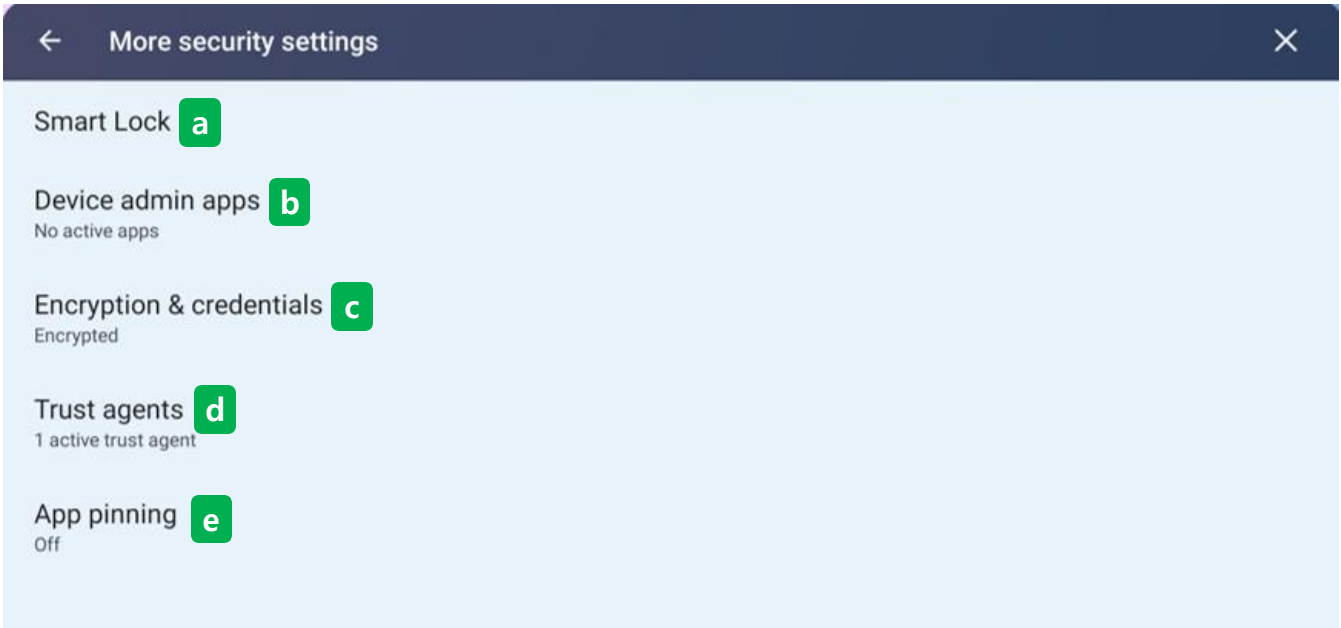 More security settings
Smart Lock a
Device admin apps b
No active apps
Encryption & credentials c
Encrypted
Trust agents d
1 active trust agent
App pinning e
Off